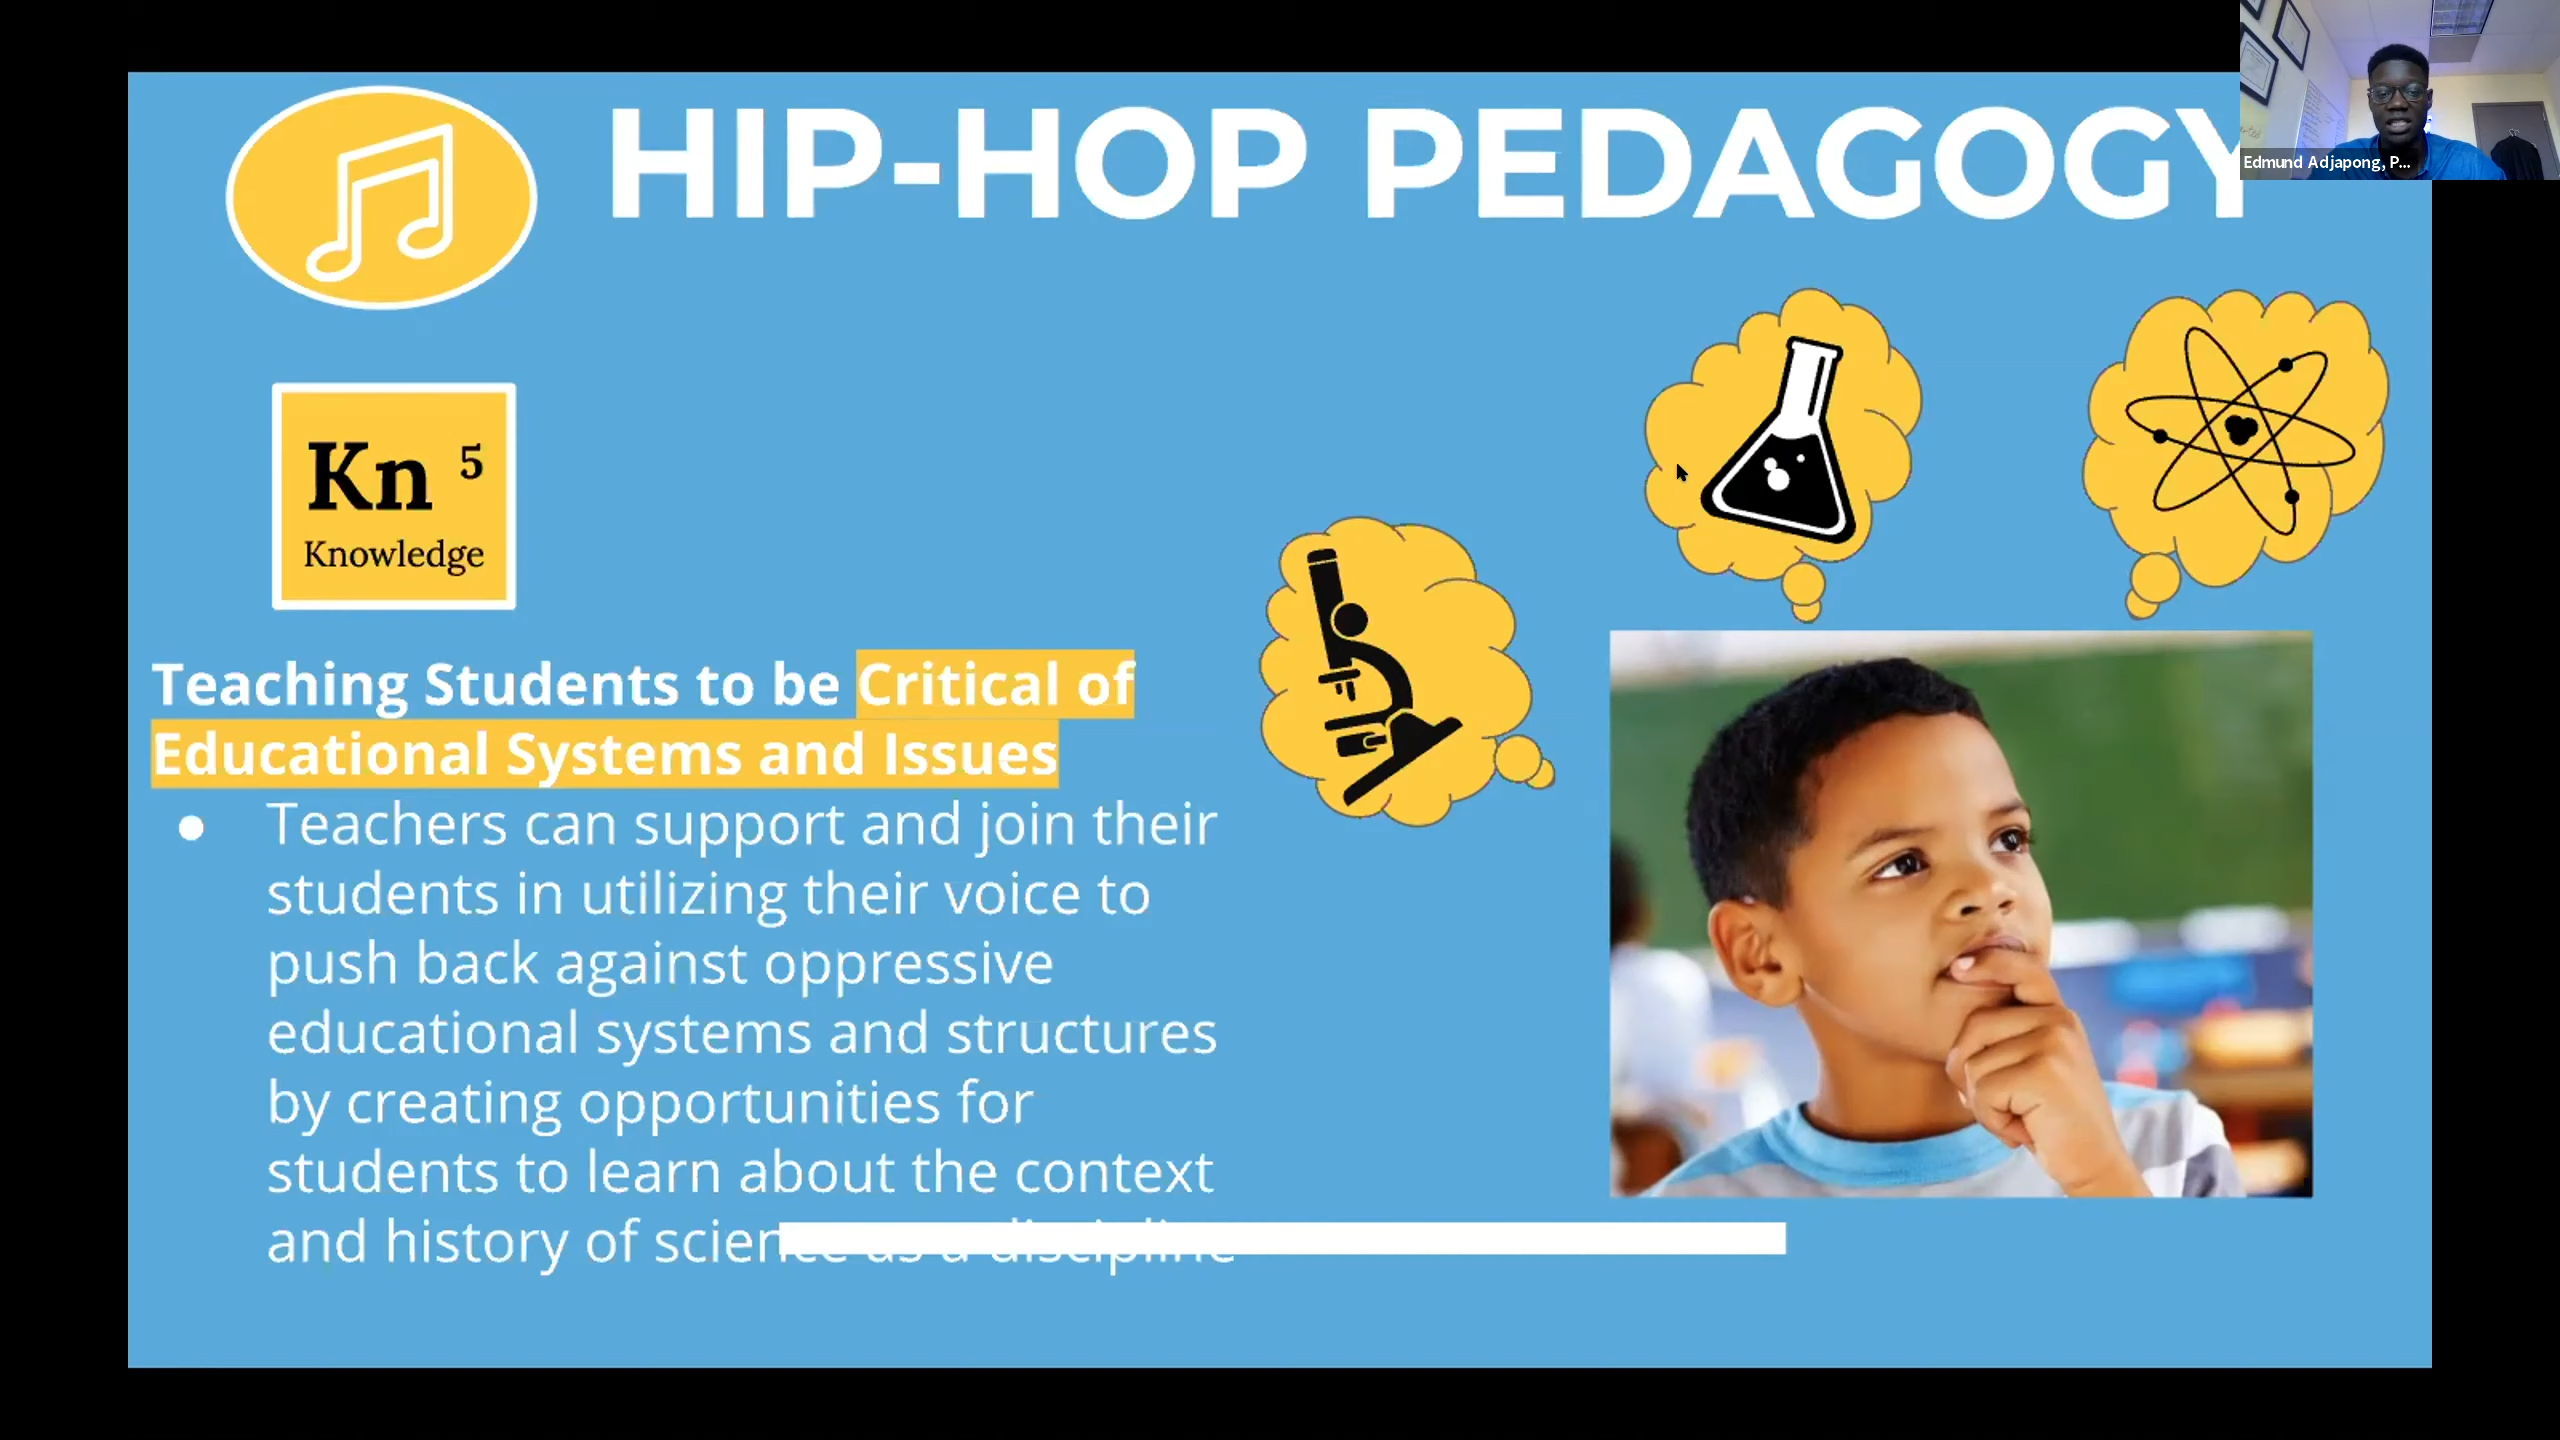 HIP-HOP PEDAGOGY
Edmund Adjapong, P...
Kn 5
Knowledge
Teaching Students to be Critical of
Educational Systems and Issues
● Teachers can support and join their
students in utilizing their voice to
push back against oppressive
educational systems and structures
by creating opportunities for
students to learn about the context
and history of science as a discipline